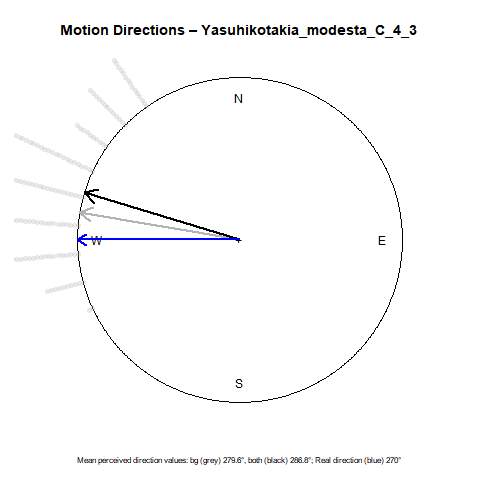 Motion Directions – Yasuhikotakia_modesta_C_4_3
N
W
E
S
Mean perceived direction values: bg (grey) 279.6°, both (black) 286.8°; Real direction (blue) 270°